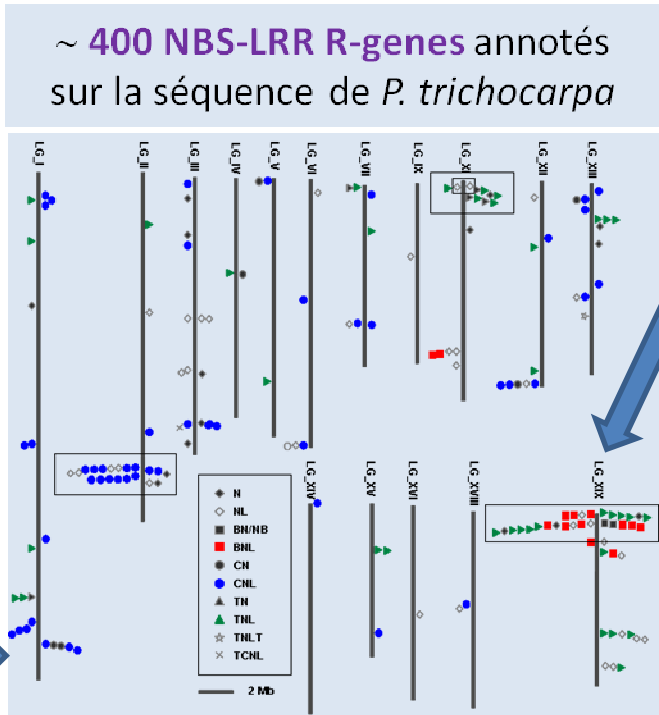 ~ 400 NBS-LRR R-genes annotés
sur la séquence de P. trichocarpa
LG_I
LG_II
LG_III
LG_IV
LG_V
LG_VI
LG_VII
LG_IX
LG_XI
LG_XII
LG_XIII
LG_XIV
LG_XV
LG_XVI
LG_XVIII
LG_XIX
N
NL
BN/NB
BNL
CN
CNL
TN
TNL
TNLT
TCNL
2 Mb